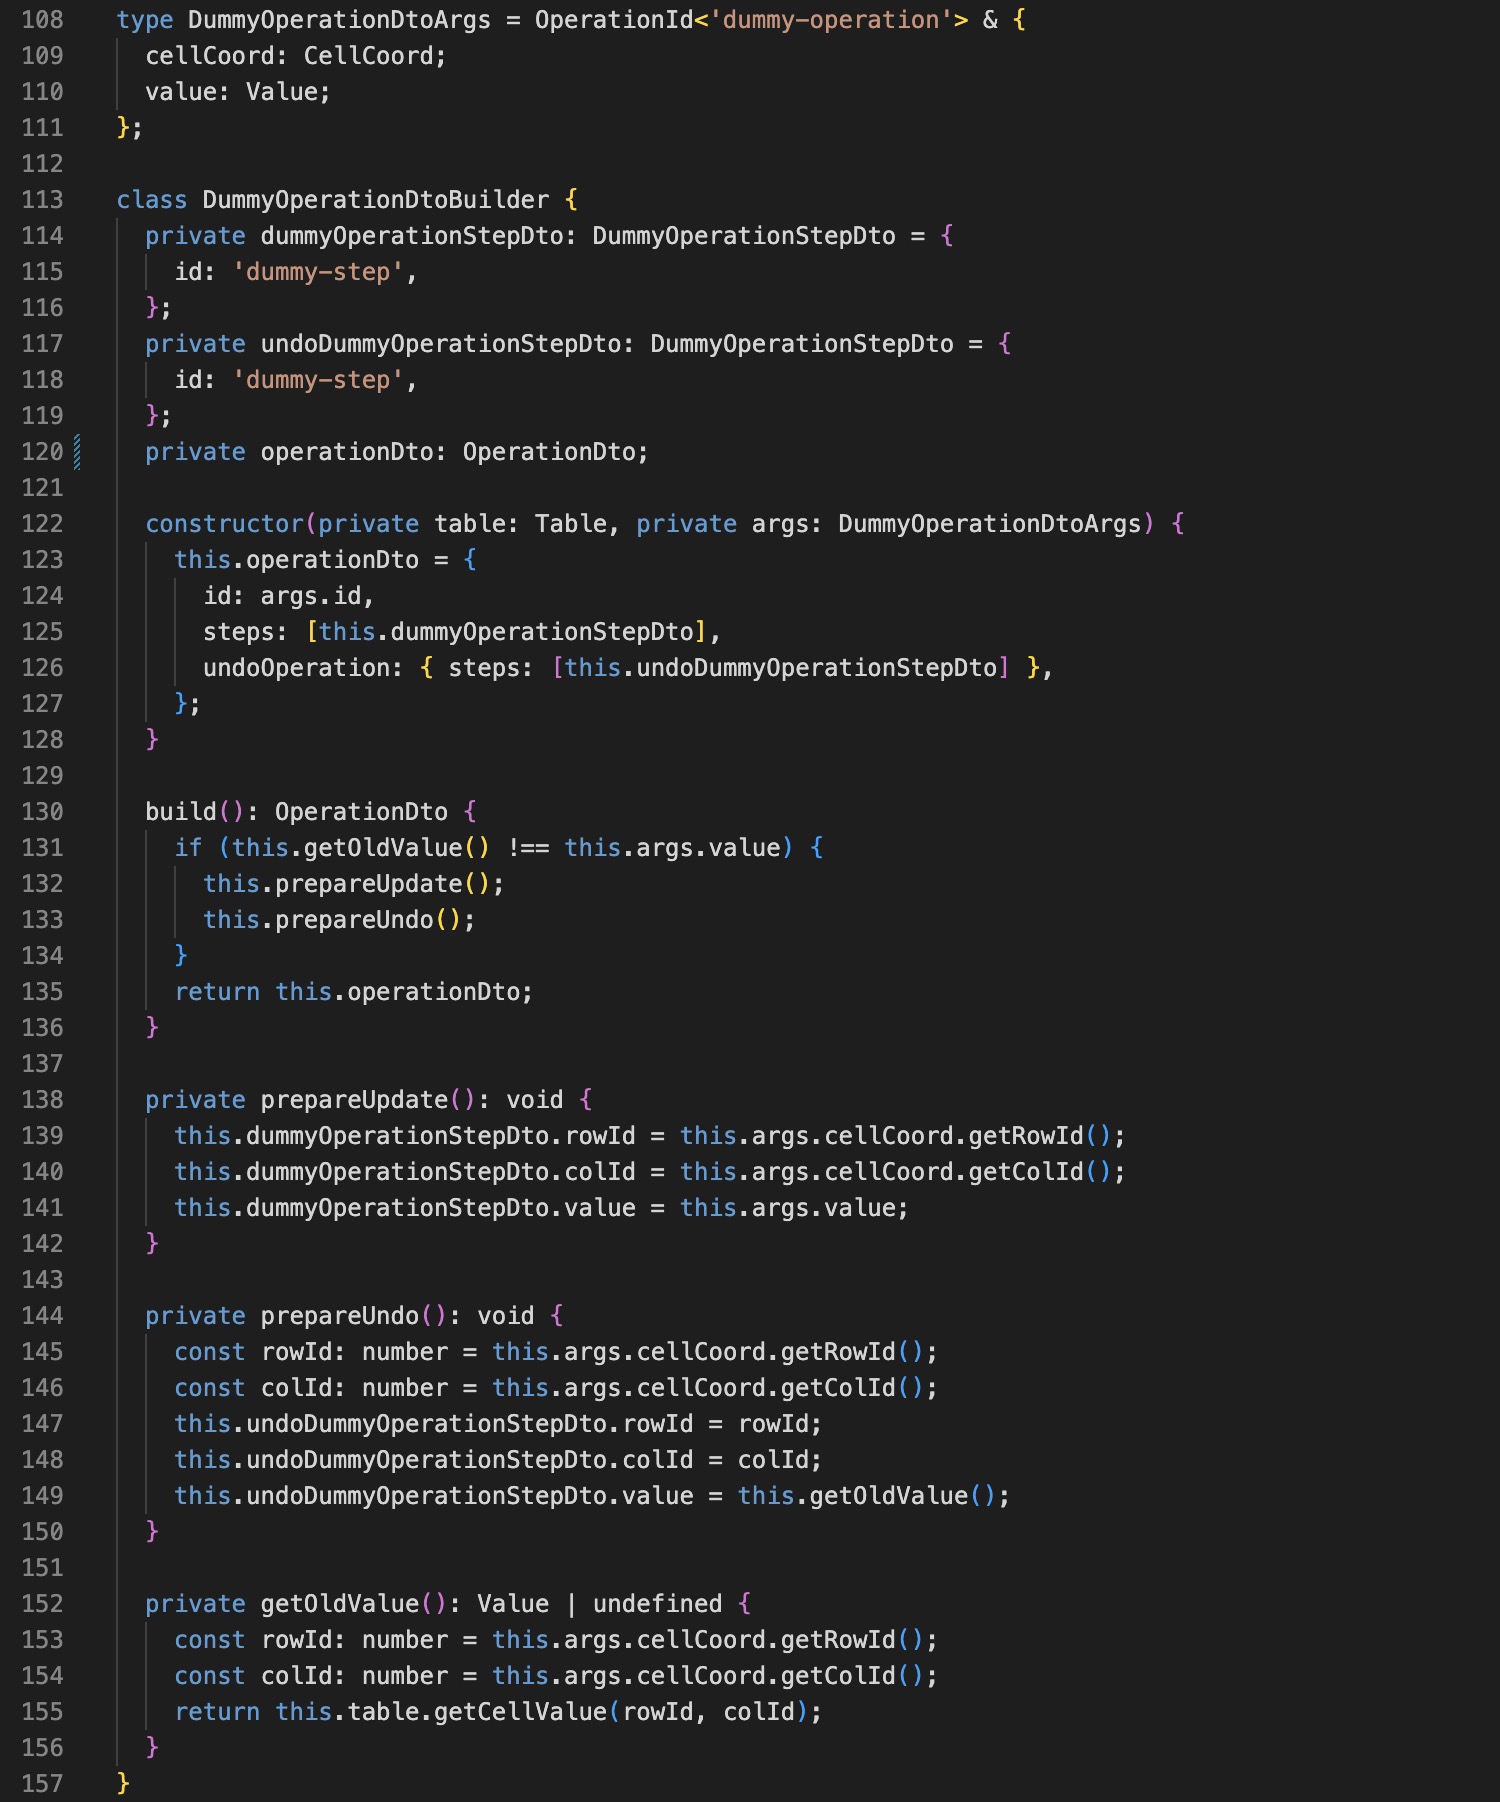 108 type DummyOperationDtoArgs = OperationId<'dummy-operation'> & {
109   cellCoord: CellCoord;
110   value: Value;
111 };
112
113 class DummyOperationDtoBuilder {
114   private dummyOperationStepDto: DummyOperationStepDto = {
115     id: 'dummy-step',
116   };
117   private undoDummyOperationStepDto: DummyOperationStepDto = {
118     id: 'dummy-step',
119   };
120   private operationDto: OperationDto;
121
122   constructor(private table: Table, private args: DummyOperationDtoArgs) {
123     this.operationDto = {
124       id: args.id,
125       steps: [this.dummyOperationStepDto],
126       undoOperation: { steps: [this.undoDummyOperationStepDto] },
127     };
128   }
129
130   build(): OperationDto {
131     if (this.getOldValue() !== this.args.value) {
132       this.prepareUpdate();
133       this.prepareUndo();
134     }
135     return this.operationDto;
136   }
137
138   private prepareUpdate(): void {
139     this.dummyOperationStepDto.rowId = this.args.cellCoord.getRowId();
140     this.dummyOperationStepDto.colId = this.args.cellCoord.getColId();
141     this.dummyOperationStepDto.value = this.args.value;
142   }
143
144   private prepareUndo(): void {
145     const rowId: number = this.args.cellCoord.getRowId();
146     const colId: number = this.args.cellCoord.getColId();
147     this.undoDummyOperationStepDto.rowId = rowId;
148     this.undoDummyOperationStepDto.colId = colId;
149     this.undoDummyOperationStepDto.value = this.getOldValue();
150   }
151
152   private getOldValue(): Value | undefined {
153     const rowId: number = this.args.cellCoord.getRowId();
154     const colId: number = this.args.cellCoord.getColId();
155     return this.table.getCellValue(rowId, colId);
156   }
157 }